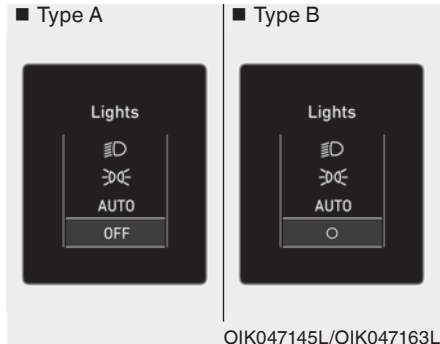 ■ Type A
■ Type B
Lights
AUTO
OFF
Lights
AUTO
O
OIK047145L/OIK047163L